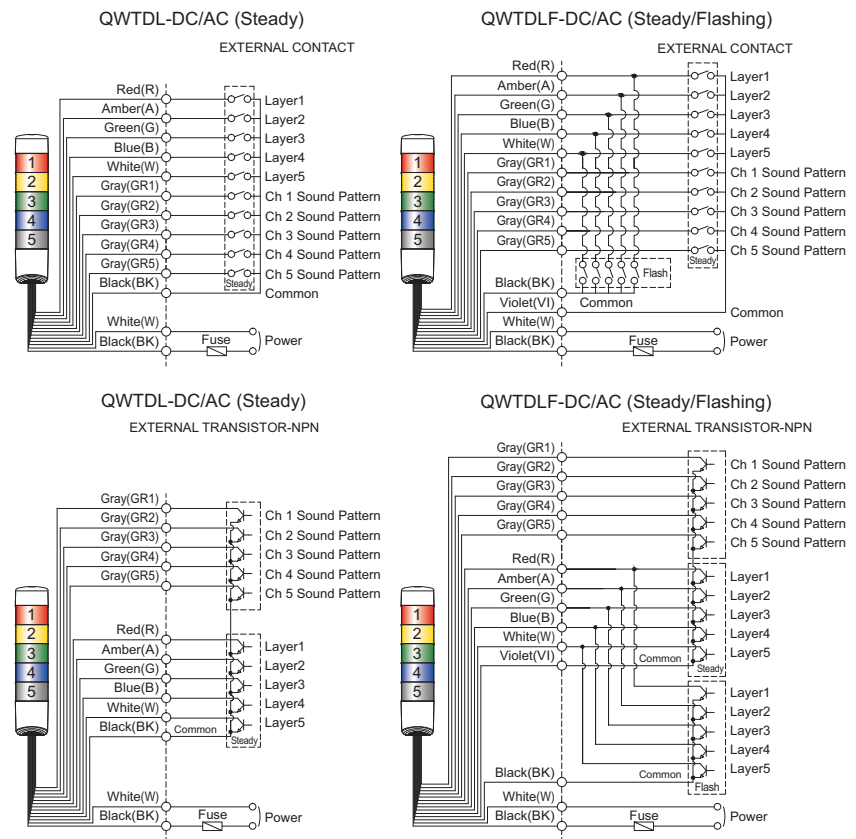 QWTDL-DC/AC (Steady)
EXTERNAL CONTACT
Red(R)
Amber(A)
Green(G)
Blue(B)
White(W)
Gray(GR1)
Gray(GR2)
Gray(GR3)
Gray(GR4)
Gray(GR5)
Black(BK)
White(W)
Black(BK)
Layer1
Layer2
Layer3
Layer4
Layer5
Ch 1 Sound Pattern
Ch 2 Sound Pattern
Ch 3 Sound Pattern
Ch 4 Sound Pattern
Ch 5 Sound Pattern
Steady
Common
Fuse
Power
1
2
3
4
5
QWTDLF-DC/AC (Steady/Flashing)
EXTERNAL CONTACT
Red(R)
Amber(A)
Green(G)
Blue(B)
White(W)
Gray(GR1)
Gray(GR2)
Gray(GR3)
Gray(GR4)
Gray(GR5)
Black(BK)
Violet(VI)
White(W)
Black(BK)
Layer1
Layer2
Layer3
Layer4
Layer5
Ch 1 Sound Pattern
Ch 2 Sound Pattern
Ch 3 Sound Pattern
Ch 4 Sound Pattern
Ch 5 Sound Pattern
Steady
Flash
Common
Common
Fuse
Power
1
2
3
4
5
QWTDL-DC/AC (Steady)
EXTERNAL TRANSISTOR-NPN
Gray(GR1)
Gray(GR2)
Gray(GR3)
Gray(GR4)
Gray(GR5)
Ch 1 Sound Pattern
Ch 2 Sound Pattern
Ch 3 Sound Pattern
Ch 4 Sound Pattern
Ch 5 Sound Pattern
Red(R)
Amber(A)
Green(G)
Blue(B)
White(W)
Black(BK)
Common
Layer1
Layer2
Layer3
Layer4
Layer5
Steady
White(W)
Black(BK)
Fuse
Power
1
2
3
4
5
QWTDLF-DC/AC (Steady/Flashing)
EXTERNAL TRANSISTOR-NPN
Gray(GR1)
Gray(GR2)
Gray(GR3)
Gray(GR4)
Gray(GR5)
Ch 1 Sound Pattern
Ch 2 Sound Pattern
Ch 3 Sound Pattern
Ch 4 Sound Pattern
Ch 5 Sound Pattern
Red(R)
Amber(A)
Green(G)
Blue(B)
White(W)
Violet(VI)
Common
Layer1
Layer2
Layer3
Layer4
Layer5
Steady
Layer1
Layer2
Layer3
Layer4
Layer5
Black(BK)
Common
Flash
White(W)
Black(BK)
Fuse
Power
1
2
3
4
5